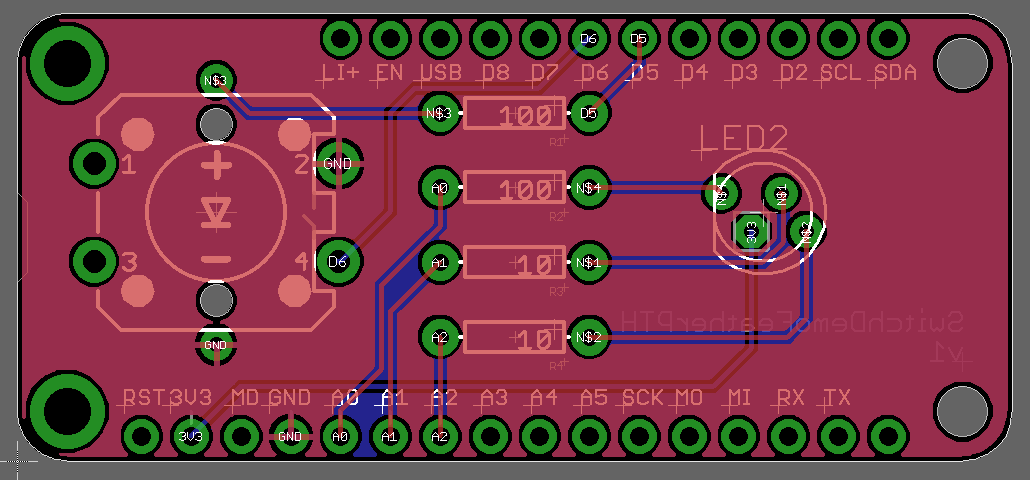 D6 D5
LI+ EN USB D8 D7 D6 D5 D4 D3 D2 SCL SDA
N$3
N$3 100 D5
R1
LED2
1 + 2 GND
A0 100 N$4
R2
N$4 N$1
3V3 N$2
3 - 4 D6
A1 10 N$1
R3
SwitchDemoFeatherPTH
v1
GND
A2 10 N$2
R4
RST 3V3 MD GND A0 A1 A2 A3 A4 A5 SCK MO MI RX TX
3V3 GND A0 A1 A2